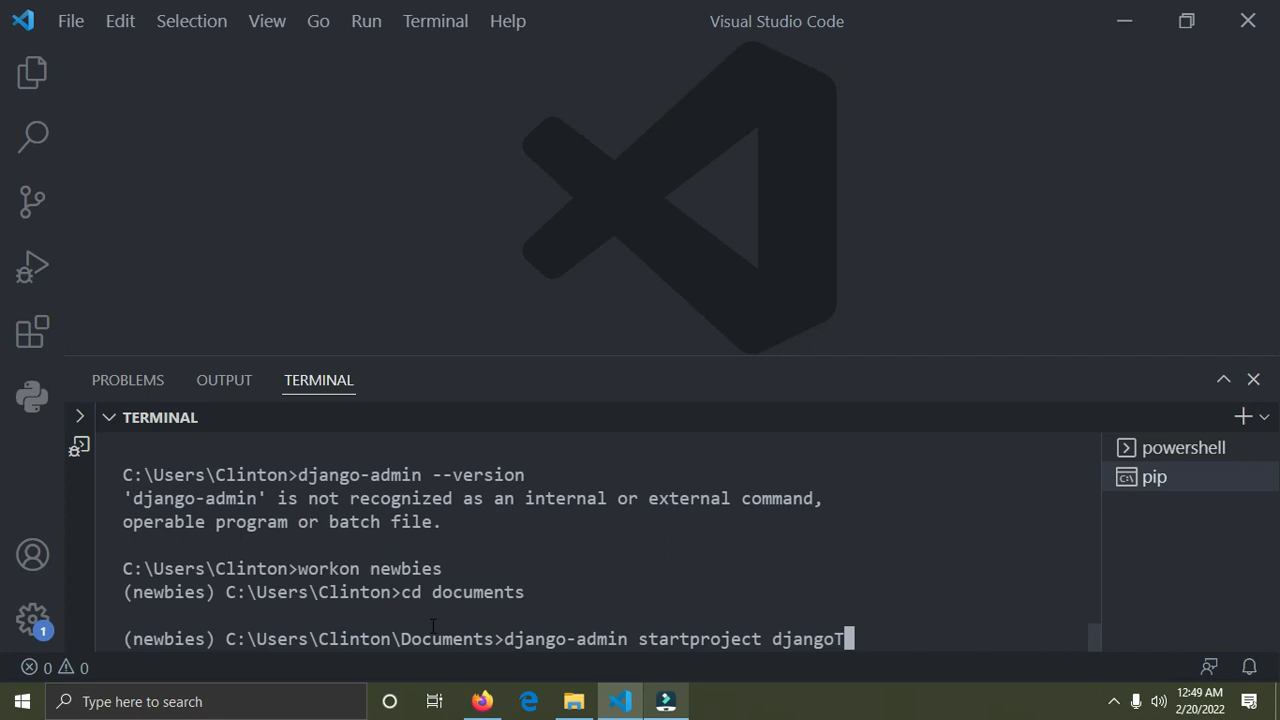 File Edit Selection View Go Run Terminal Help Visual Studio Code
PROBLEMS OUTPUT TERMINAL
TERMINAL
powershell
pip
C:\Users\Clinton>django-admin --version
'django-admin' is not recognized as an internal or external command,
operable program or batch file.
C:\Users\Clinton>workon newbies
(newbies) C:\Users\Clinton>cd documents
(newbies) C:\Users\Clinton\Documents>django-admin startproject djangoT
1
0 0
Type here to search
12:49 AM
2/20/2022